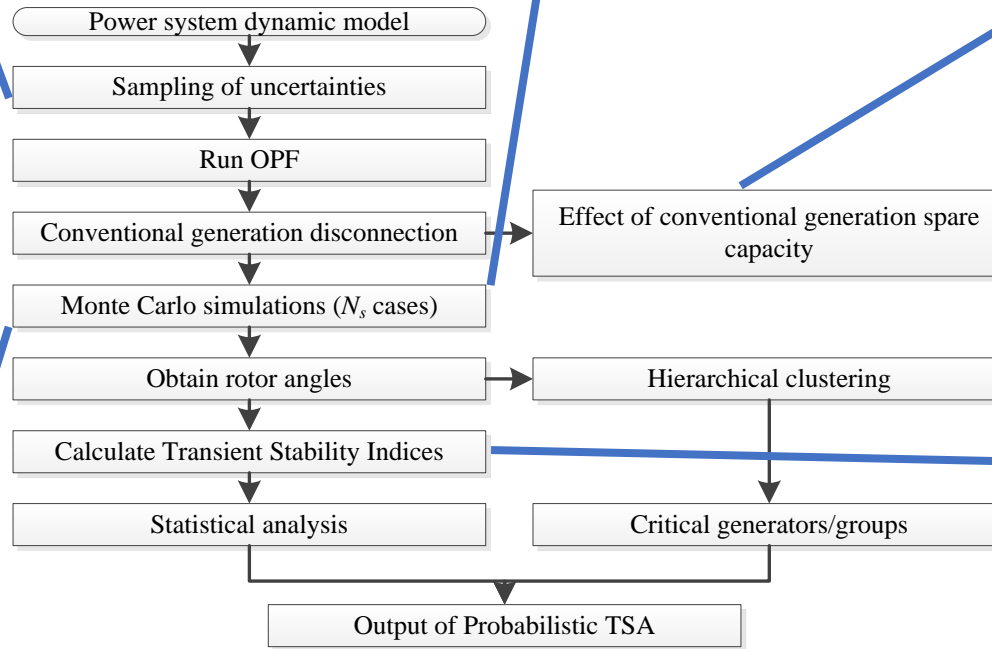 Power system dynamic model
Sampling of uncertainties
Run OPF
Conventional generation disconnection
Effect of conventional generation spare
capacity
Monte Carlo simulations (Ns cases)
Obtain rotor angles
Hierarchical clustering
Calculate Transient Stability Indices
Statistical analysis
Critical generators/groups
Output of Probabilistic TSA